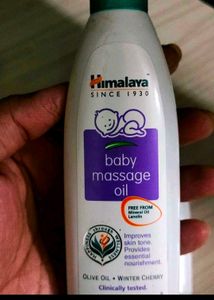 Himalaya
SINCE 1930
baby
massage
oil
FREE FROM
Mineral Oil
Lanolin
Improves
skin tone.
Provides
essential
nourishment.
OLIVE OIL • WINTER CHERRY
Clinically tested.